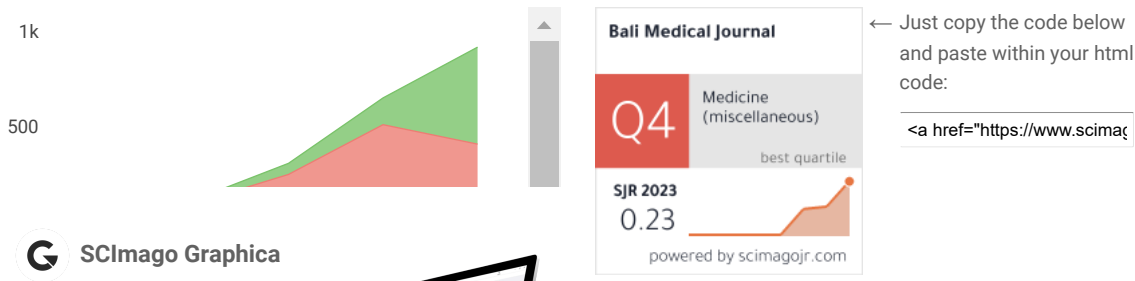 1k
500
SCImago Graphica
Bali Medical Journal
Q4
Medicine
(miscellaneous)
best quartile
SJR 2023
0.23
powered by scimagojr.com
← Just copy the code below
and paste within your html
code:
<a href="https://www.scimag